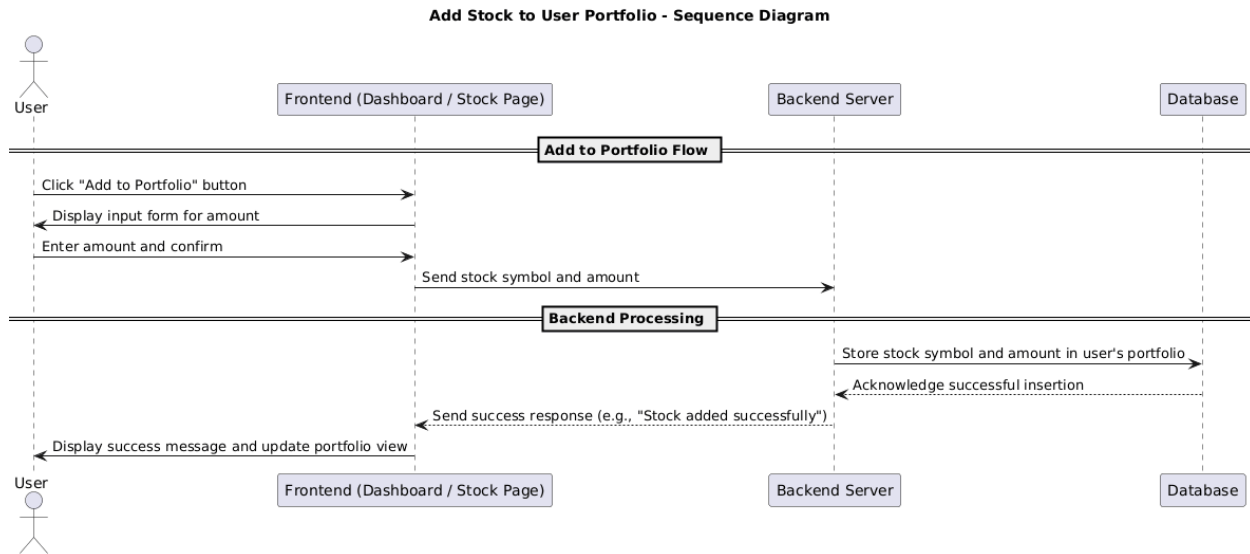 Add Stock to User Portfolio - Sequence Diagram
User
Frontend (Dashboard / Stock Page)
Backend Server
Database
Add to Portfolio Flow
Click "Add to Portfolio" button
Display input form for amount
Enter amount and confirm
Send stock symbol and amount
Backend Processing
Store stock symbol and amount in user's portfolio
Acknowledge successful insertion
Send success response (e.g., "Stock added successfully")
Display success message and update portfolio view
User
Frontend (Dashboard / Stock Page)
Backend Server
Database